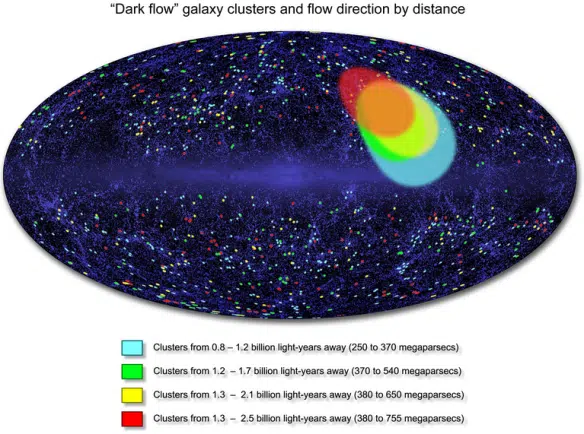 “Dark flow” galaxy clusters and flow direction by distance
Clusters from 0.8 – 1.2 billion light-years away (250 to 370 megaparsecs)
Clusters from 1.2 – 1.7 billion light-years away (370 to 540 megaparsecs)
Clusters from 1.3 – 2.1 billion light-years away (380 to 650 megaparsecs)
Clusters from 1.3 – 2.5 billion light-years away (380 to 755 megaparsecs)